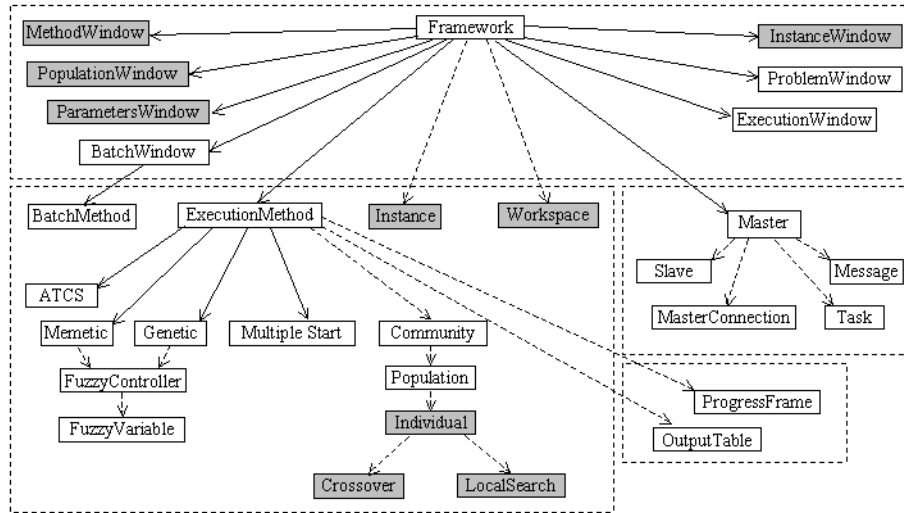 Framework
MethodWindow
InstanceWindow
PopulationWindow
ProblemWindow
ParametersWindow
ExecutionWindow
BatchWindow
BatchMethod
ExecutionMethod
Instance
Workspace
Master
Slave
Message
ATCS
MasterConnection
Task
Memetic
Genetic
Multiple Start
Community
FuzzyController
Population
ProgressFrame
FuzzyVariable
Individual
OutputTable
Crossover
LocalSearch